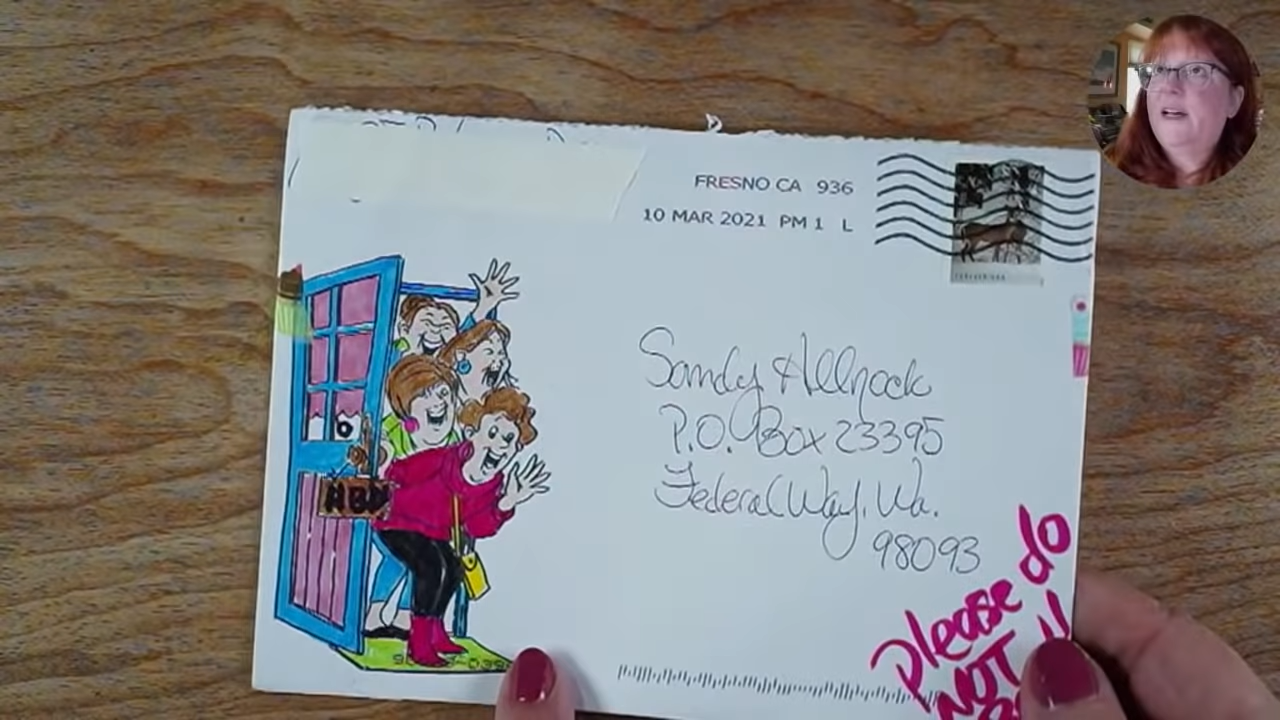 FRESNO CA 936
10 MAR 2021 PM 1 L
Sandy Allnock
P.O. Box 23395
Federal Way, Wa.
98093
HBD
please do
NOT